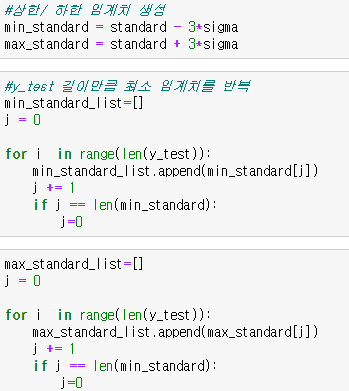 #상한/ 하한 임계치 생성
min_standard = standard - 3*sigma
max_standard = standard + 3*sigma
#y_test 길이만큼 최소 임계치를 반복
min_standard_list=[]
j = 0
for i  in range(len(y_test)):
    min_standard_list.append(min_standard[j])
    j += 1
    if j == len(min_standard):
        j=0
max_standard_list=[]
j = 0
for i  in range(len(y_test)):
    max_standard_list.append(max_standard[j])
    j += 1
    if j == len(min_standard):
        j=0